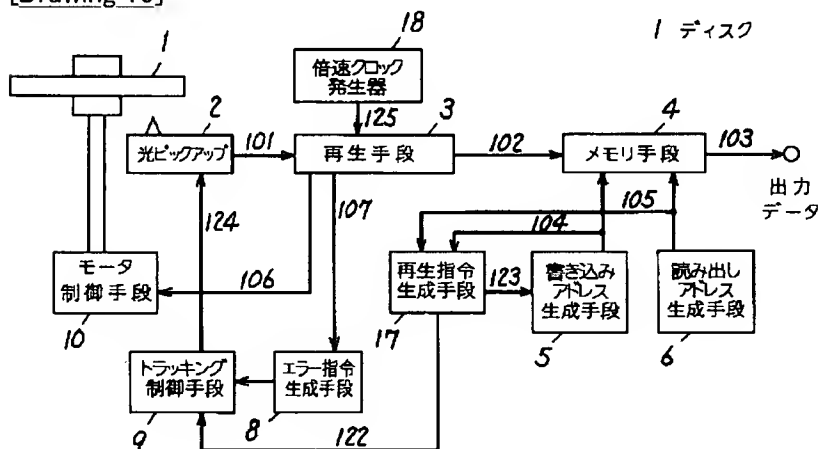 [Drawing 10]
18
1
1 ディスク
倍速クロック
発生器
2
125
3
4
光ピックアップ
101
再生手段
102
メモリ手段
103
出力
データ
124
107
104
105
モータ
制御手段
106
再生指令
生成手段
123
書き込み
アドレス
生成手段
読み出し
アドレス
生成手段
10
17
5
6
トラッキング
制御手段
エラー指令
生成手段
9
8
122